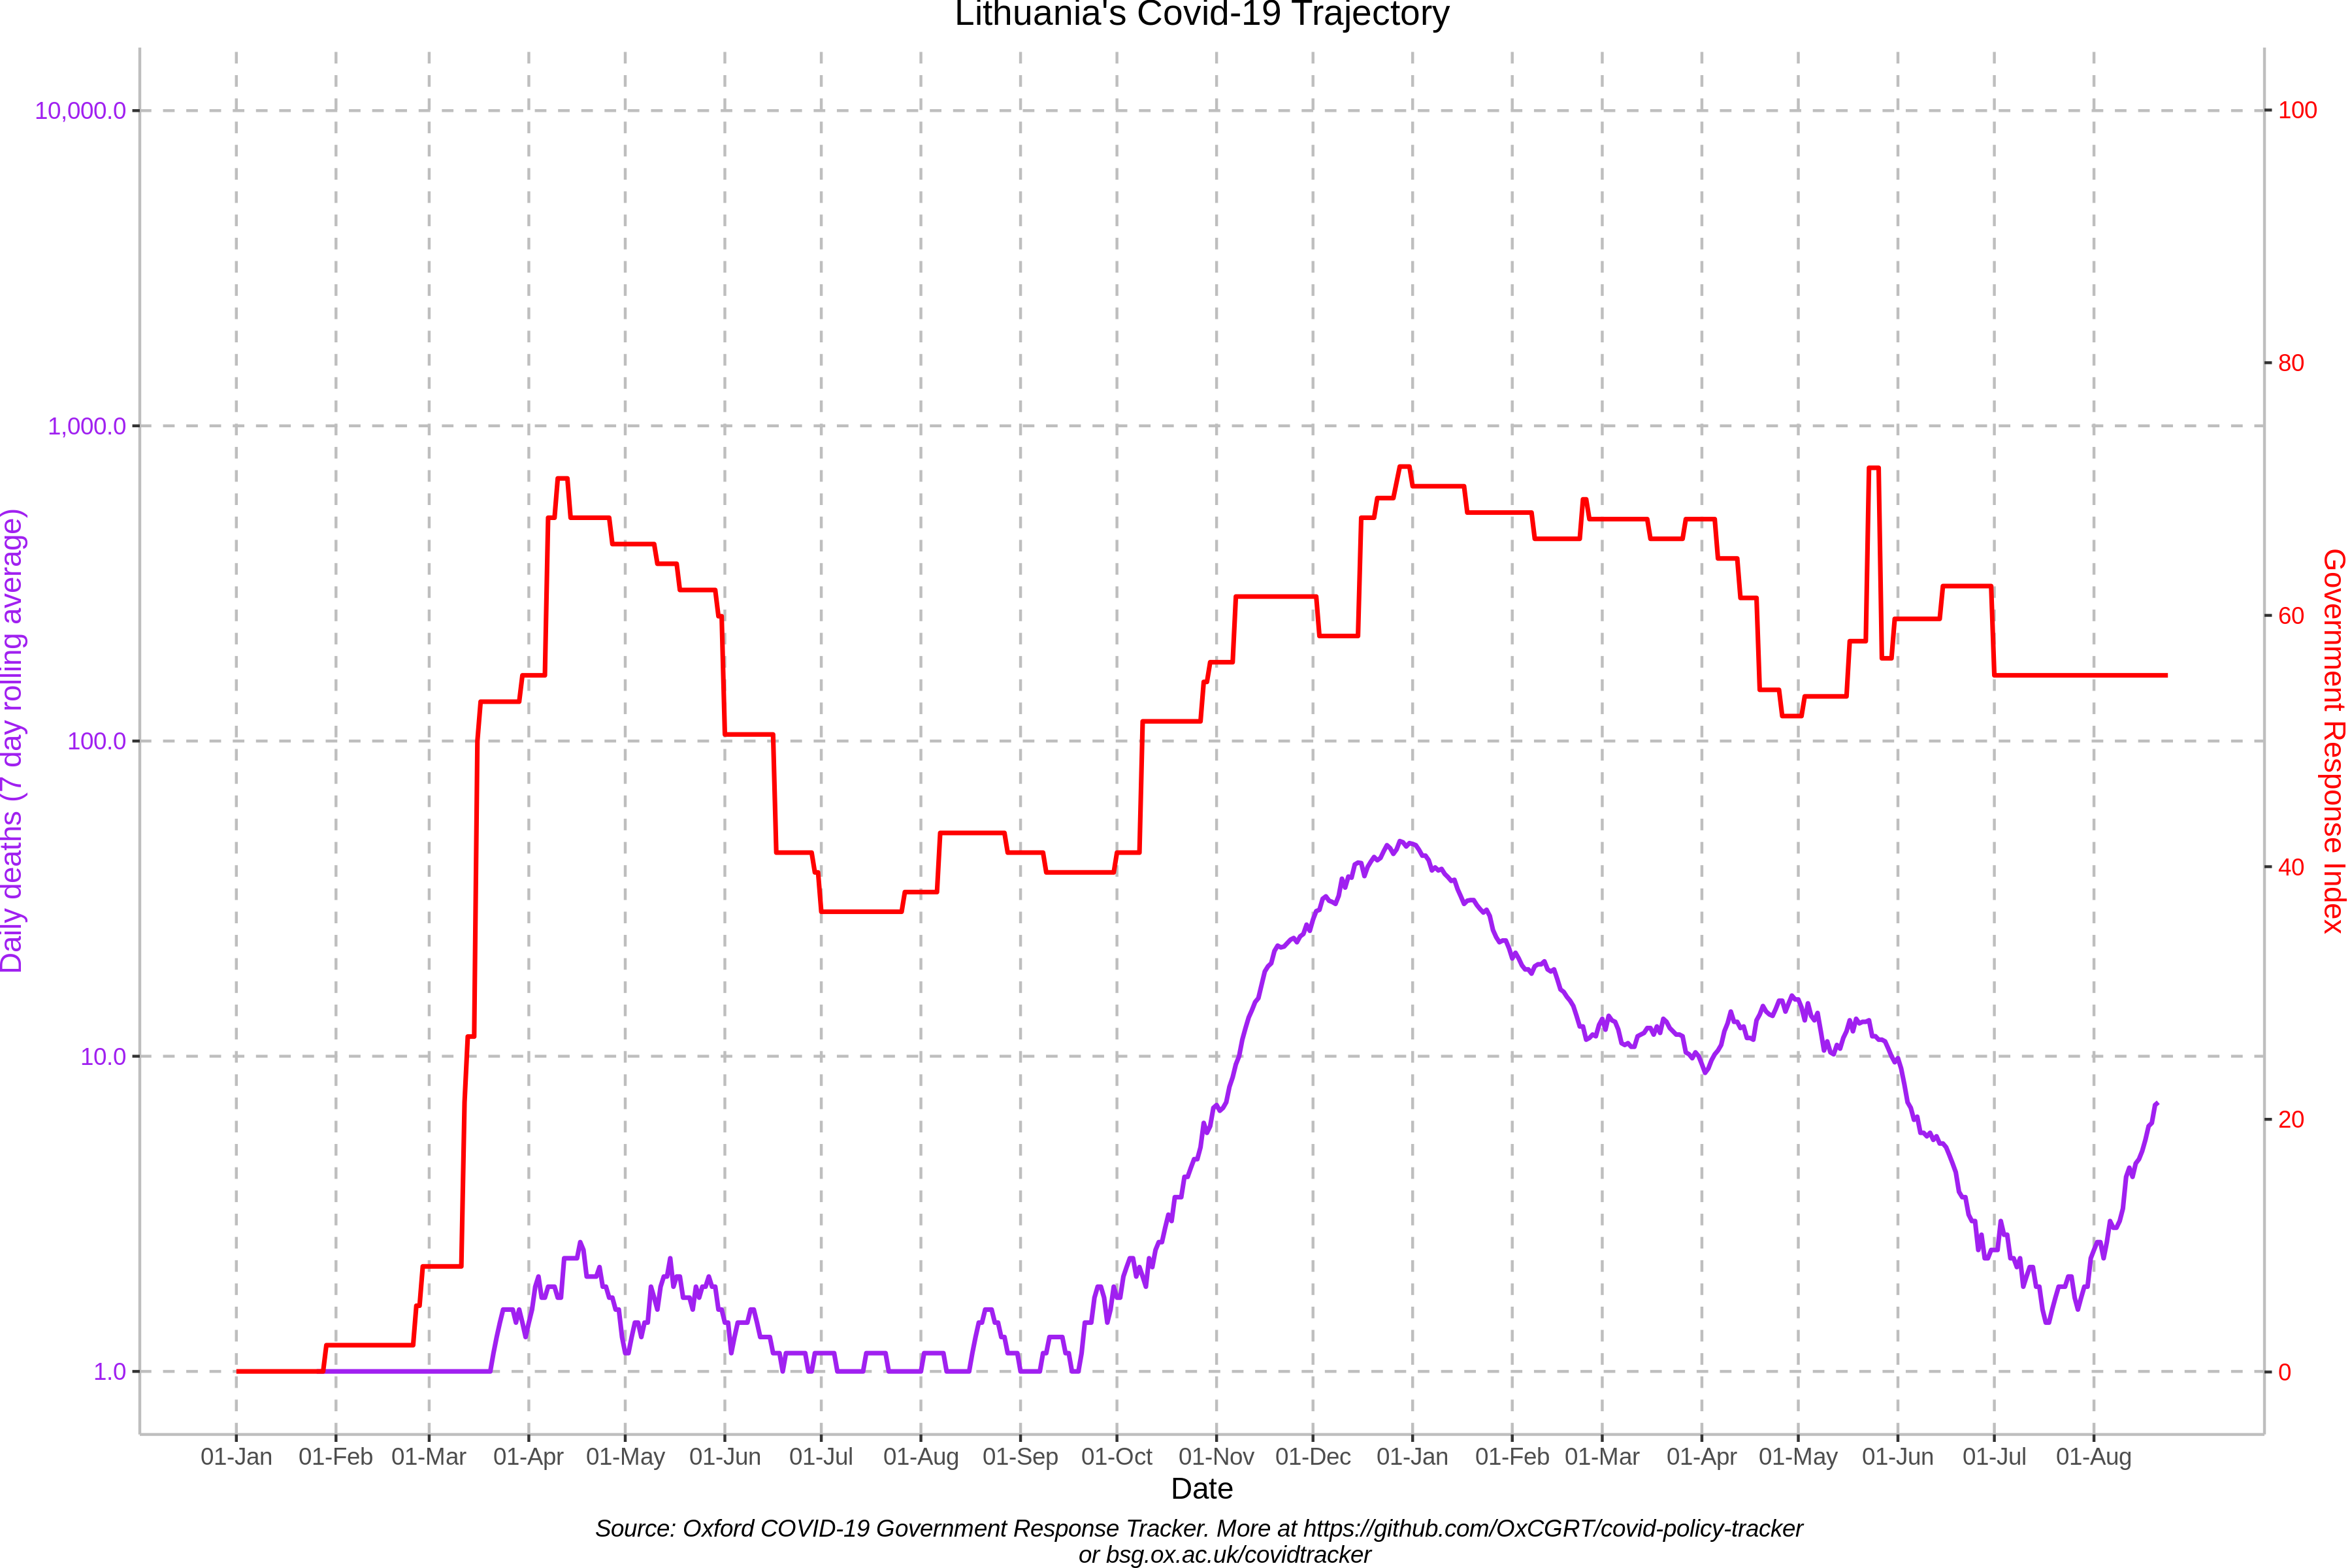 Lithuania's Covid-19 Trajectory
10,000.0
1,000.0
100.0
10.0
1.0
Daily deaths (7 day rolling average)
100
80
60
40
20
0
Government Response Index
01-Jan 01-Feb 01-Mar 01-Apr 01-May 01-Jun 01-Jul 01-Aug 01-Sep 01-Oct 01-Nov 01-Dec 01-Jan 01-Feb 01-Mar 01-Apr 01-May 01-Jun 01-Jul 01-Aug
Date
Source: Oxford COVID-19 Government Response Tracker. More at https://github.com/OxCGRT/covid-policy-tracker
or bsg.ox.ac.uk/covidtracker